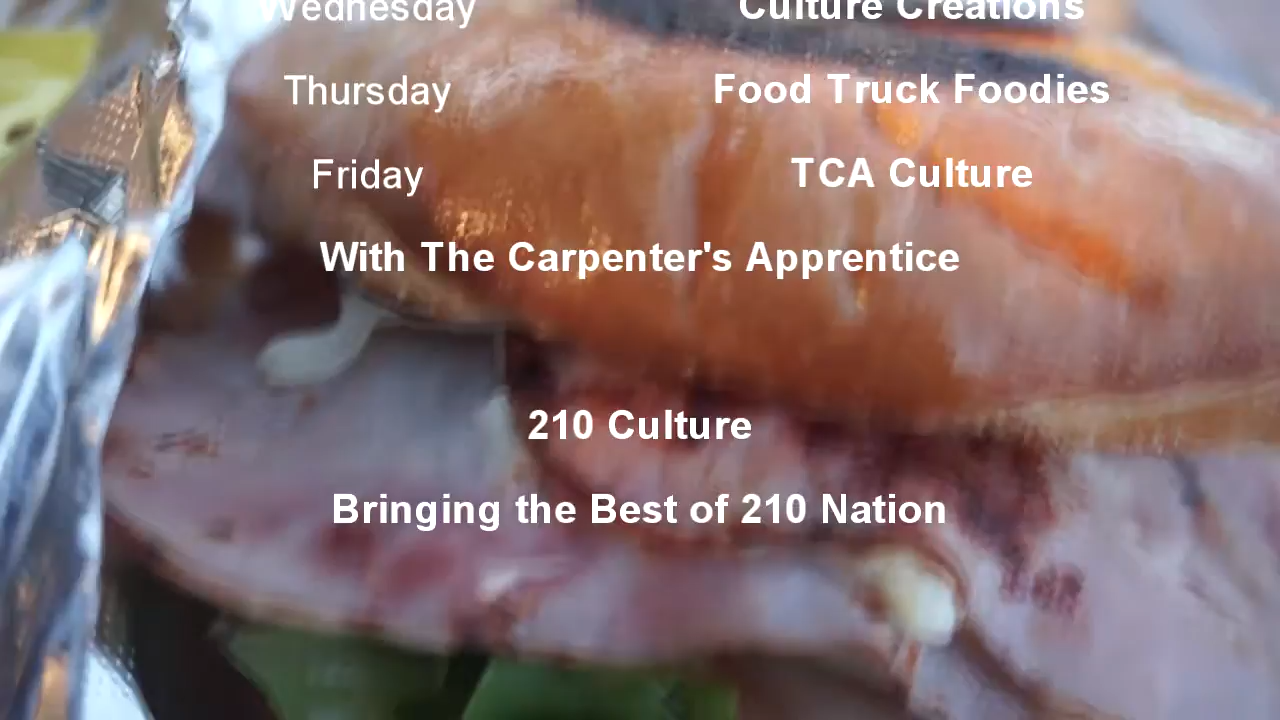 Wednesday Culture Creations
Thursday Food Truck Foodies
Friday TCA Culture
With The Carpenter's Apprentice
210 Culture
Bringing the Best of 210 Nation